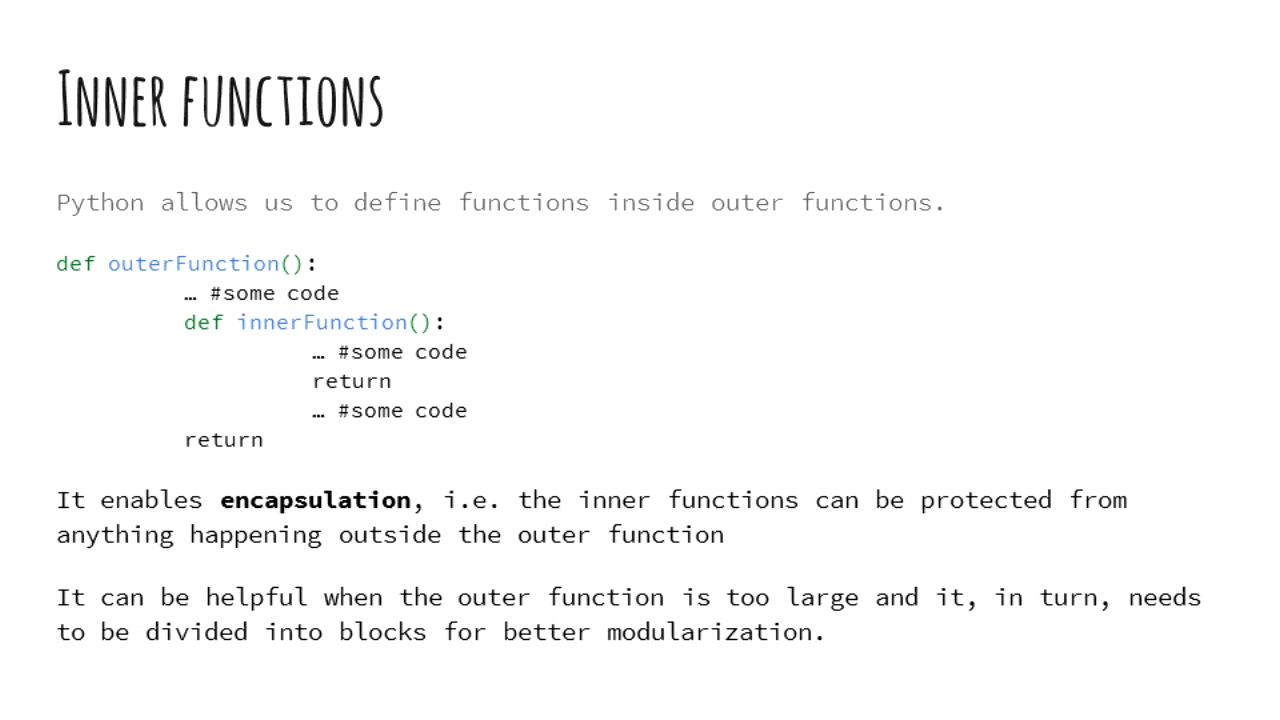 Inner functions
Python allows us to define functions inside outer functions.
def outerFunction():
… #some code
def innerFunction():
… #some code
return
… #some code
return
It enables encapsulation, i.e. the inner functions can be protected from
anything happening outside the outer function
It can be helpful when the outer function is too large and it, in turn, needs
to be divided into blocks for better modularization.